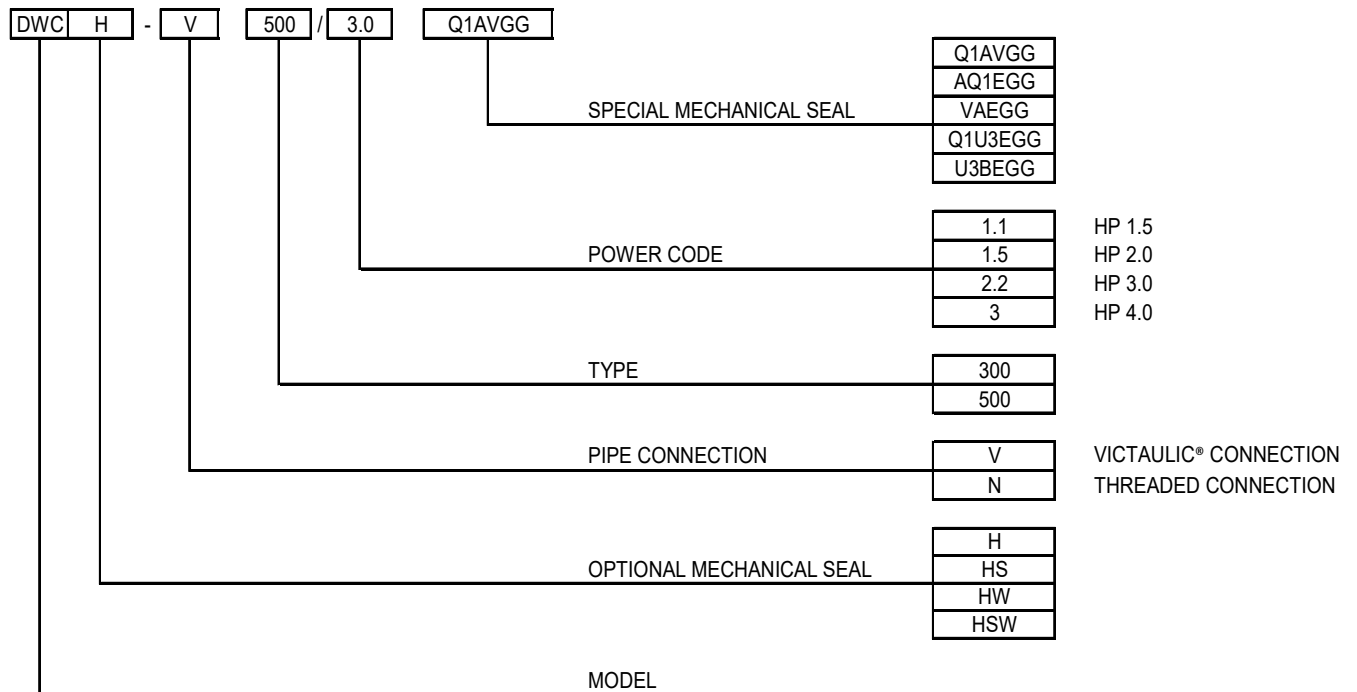 DWC H - V 500 / 3.0 Q1AVGG
Q1AVGG
AQ1EGG
SPECIAL MECHANICAL SEAL VAEGG
Q1U3EGG
U3BEGG
1.1 HP 1.5
POWER CODE 1.5 HP 2.0
2.2 HP 3.0
3 HP 4.0
TYPE 300
500
PIPE CONNECTION V VICTAULIC® CONNECTION
N THREADED CONNECTION
H
OPTIONAL MECHANICAL SEAL HS
HW
HSW
MODEL